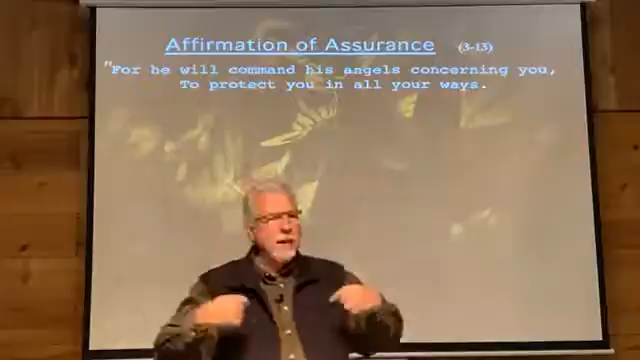 Affirmation of Assurance (3-13)
"For he will command his angels concerning you,
To protect you in all your ways.